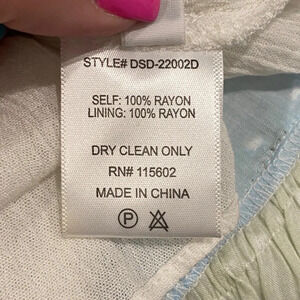 STYLE# DSD-22002D
SELF: 100% RAYON
LINING: 100% RAYON
DRY CLEAN ONLY
RN# 115602
MADE IN CHINA
P